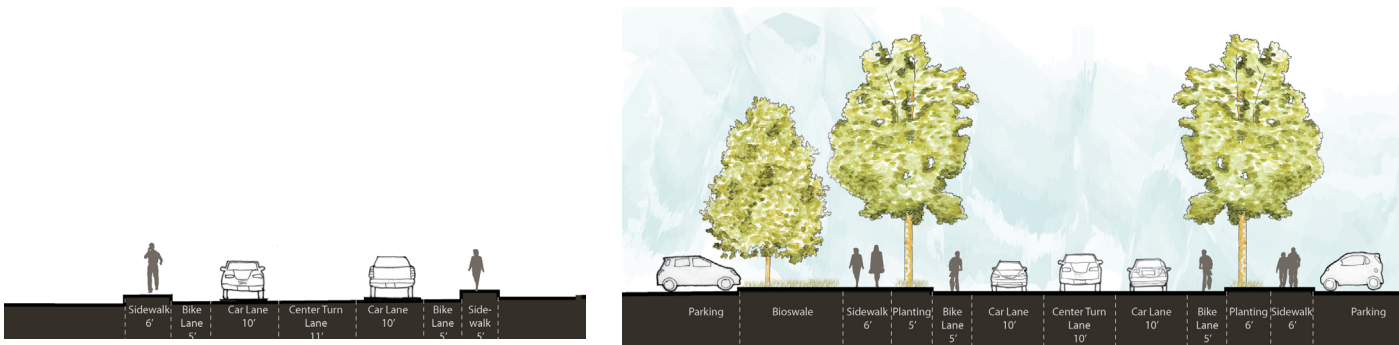 Sidewalk
6'
Bike
Lane
5'
Car Lane
10'
Center Turn
Lane
11'
Car Lane
10'
Bike
Lane
5'
Side-
walk
5'
Parking
Bioswale
Sidewalk
6'
Planting
5'
Bike
Lane
5'
Car Lane
10'
Center Turn
Lane
10'
Car Lane
10'
Bike
Lane
5'
Planting
6'
Sidewalk
6'
Parking